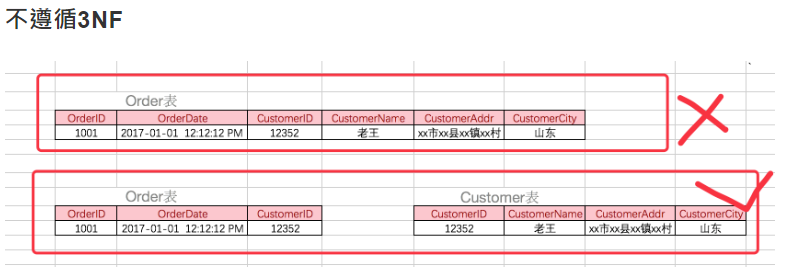 不遵循3NF
Order表
OrderID OrderDate CustomerID CustomerName CustomerAddr CustomerCity
1001 2017-01-01 12:12:12 PM 12352 老王 xx市xx县xx镇xx村 山东
Order表 Customer表
OrderID OrderDate CustomerID CustomerID CustomerName CustomerAddr CustomerCity
1001 2017-01-01 12:12:12 PM 12352 12352 老王 xx市xx县xx镇xx村 山东